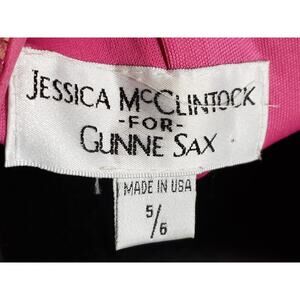 JESSICA MCCLINTOCK
-FOR-
GUNNE SAX
MADE IN USA
5/6